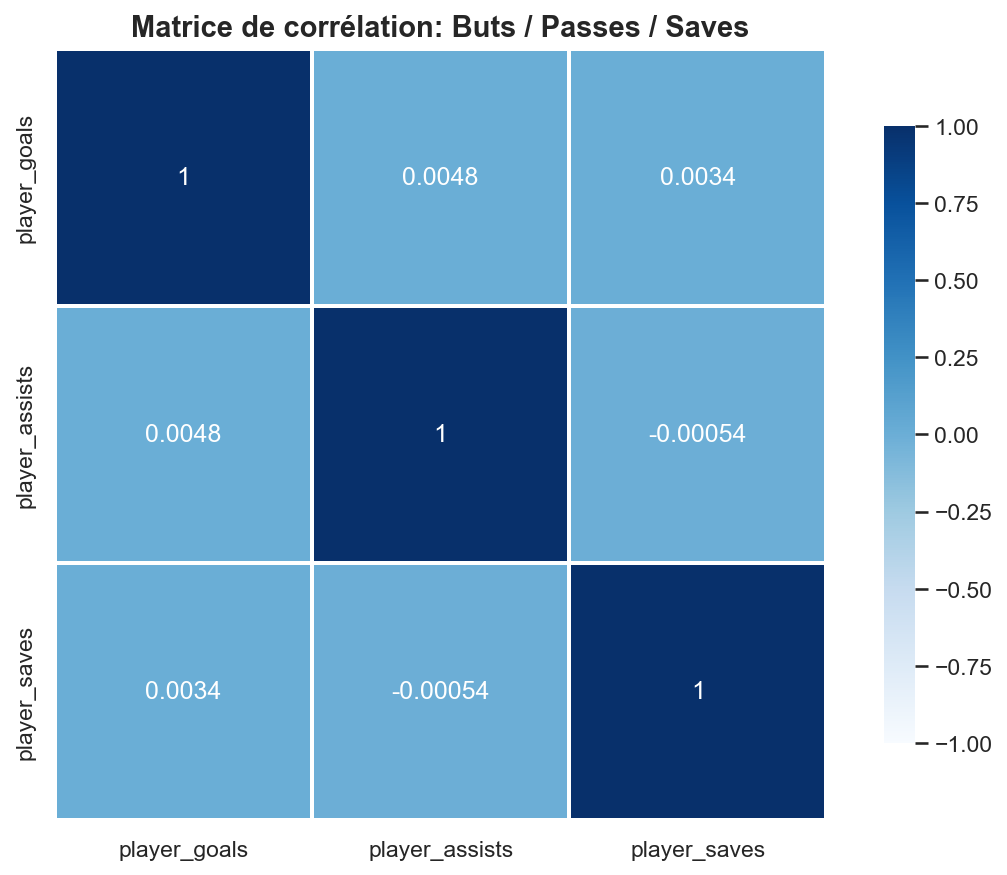 Matrice de corrélation: Buts / Passes / Saves
player_goals
1
0.0048
0.0034
player_assists
0.0048
1
-0.00054
player_saves
0.0034
-0.00054
1
player_goals
player_assists
player_saves
1.00
0.75
0.50
0.25
0.00
−0.25
−0.50
−0.75
−1.00